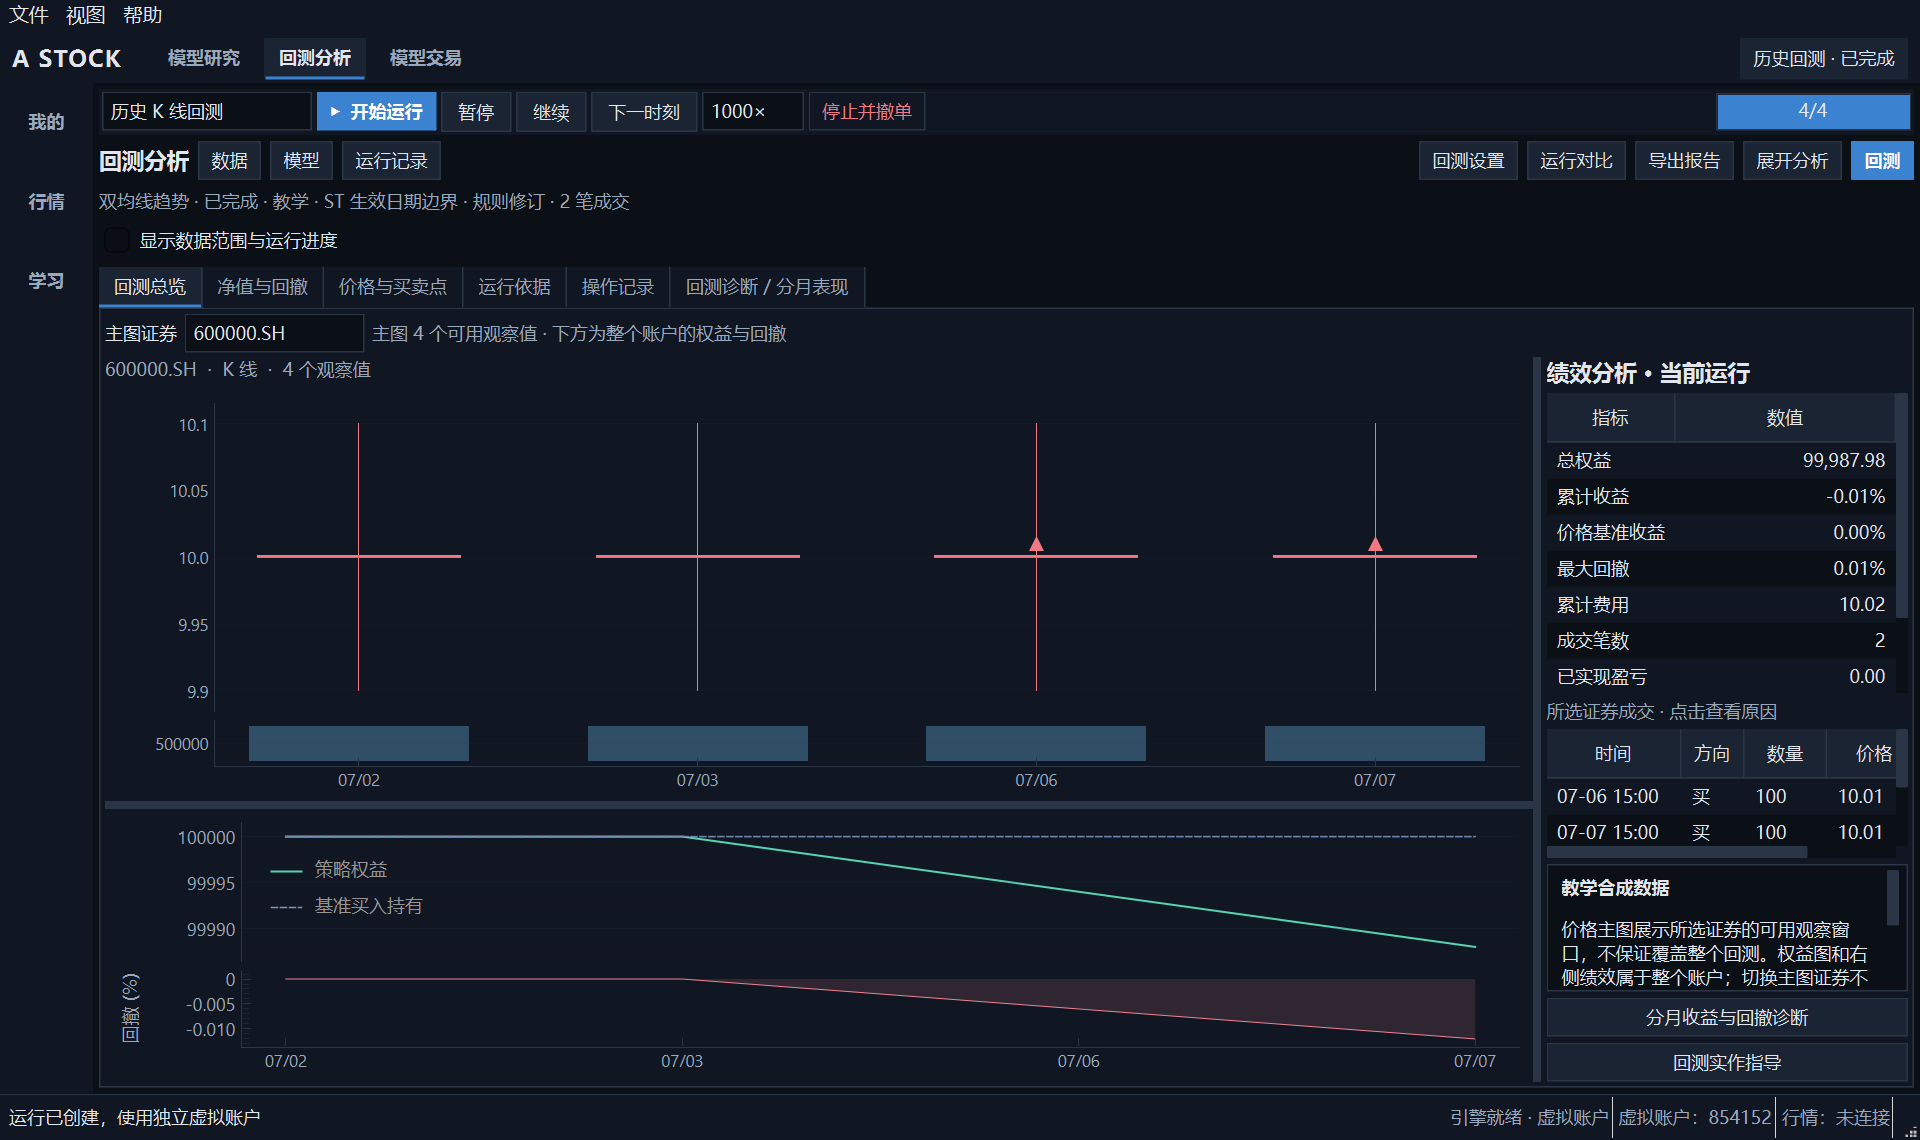 文件 视图 帮助
A STOCK 模型研究 回测分析 模型交易 历史回测 · 已完成
我的
行情
学习
历史 K 线回测 ▸ 开始运行 暂停 继续 下一时刻 1000× 停止并撤单 4/4
回测分析 数据 模型 运行记录 回测设置 运行对比 导出报告 展开分析 回测
双均线趋势 · 已完成 · 教学 · ST 生效日期边界 · 规则修订 · 2 笔成交
显示数据范围与运行进度
回测总览 净值与回撤 价格与买卖点 运行依据 操作记录 回测诊断 / 分月表现
主图证券 600000.SH 主图 4 个可用观察值 · 下方为整个账户的权益与回撤
600000.SH · K 线 · 4 个观察值
10.1
10.05
10.0
9.95
9.9
500000
07/02 07/03 07/06 07/07
100000
99995
99990
策略权益
基准买入持有
回撤 (%)
0
-0.005
-0.010
07/02 07/03 07/06 07/07
绩效分析 • 当前运行
指标 数值
总权益 99,987.98
累计收益 -0.01%
价格基准收益 0.00%
最大回撤 0.01%
累计费用 10.02
成交笔数 2
已实现盈亏 0.00
所选证券成交 · 点击查看原因
时间 方向 数量 价格
07-06 15:00 买 100 10.01
07-07 15:00 买 100 10.01
教学合成数据
价格主图展示所选证券的可用观察窗
口，不保证覆盖整个回测。权益图和右
侧绩效属于整个账户；切换主图证券不
分月收益与回撤诊断
回测实作指导
运行已创建，使用独立虚拟账户 引擎就绪 · 虚拟账户 虚拟账户：854152 行情：未连接